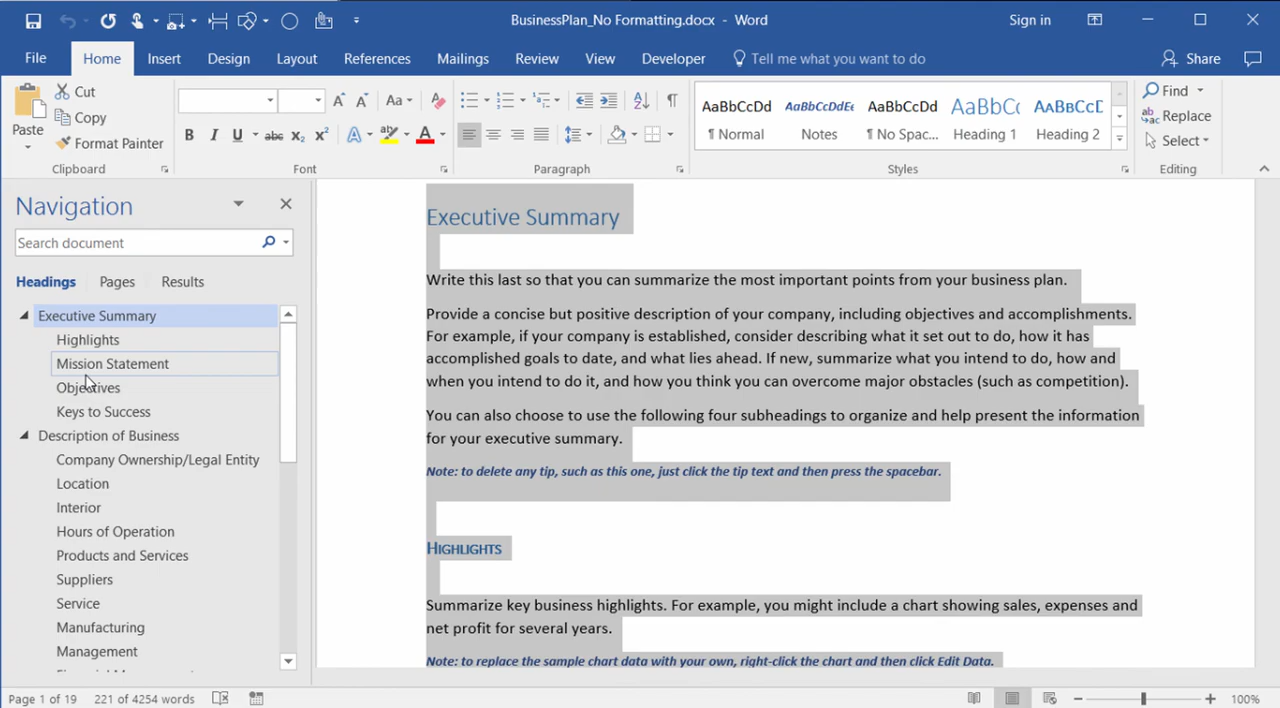 BusinessPlan_No Formatting.docx - Word
Sign in
File Home Insert Design Layout References Mailings Review View Developer Tell me what you want to do Share
Paste
Cut
Copy
Format Painter
Clipboard
Aa
B I U abc X₂ X²
A ab A
Font
Paragraph
AaBbCcDd AaBbCcDdEe AaBbCcDd AaBbCc AaBbCcD
¶ Normal Notes ¶ No Spac... Heading 1 Heading 2
Styles
Find
Replace
Select
Editing
Navigation
Search document
Headings Pages Results
Executive Summary
Highlights
Mission Statement
Objectives
Keys to Success
Description of Business
Company Ownership/Legal Entity
Location
Interior
Hours of Operation
Products and Services
Suppliers
Service
Manufacturing
Management
Executive Summary
Write this last so that you can summarize the most important points from your business plan.
Provide a concise but positive description of your company, including objectives and accomplishments.
For example, if your company is established, consider describing what it set out to do, how it has
accomplished goals to date, and what lies ahead. If new, summarize what you intend to do, how and
when you intend to do it, and how you think you can overcome major obstacles (such as competition).
You can also choose to use the following four subheadings to organize and help present the information
for your executive summary.
Note: to delete any tip, such as this one, just click the tip text and then press the spacebar.
HIGHLIGHTS
Summarize key business highlights. For example, you might include a chart showing sales, expenses and
net profit for several years.
Note: to replace the sample chart data with your own, right-click the chart and then click Edit Data.
Page 1 of 19 221 of 4254 words
100%